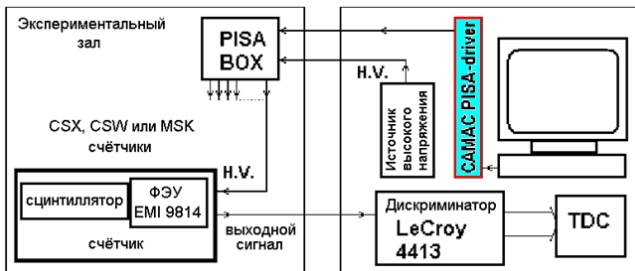 Экспериментальный
зал
PISA
BOX
H.V.
CSX, CSW или MSK
счётчики
H.V.
сцинтиллятор
ФЭУ
EMI 9814
счётчик
выходной
сигнал
Источник
высокого
напряжения
CAMAC PISA-driver
Дискриминатор
LeCroy
4413
TDC